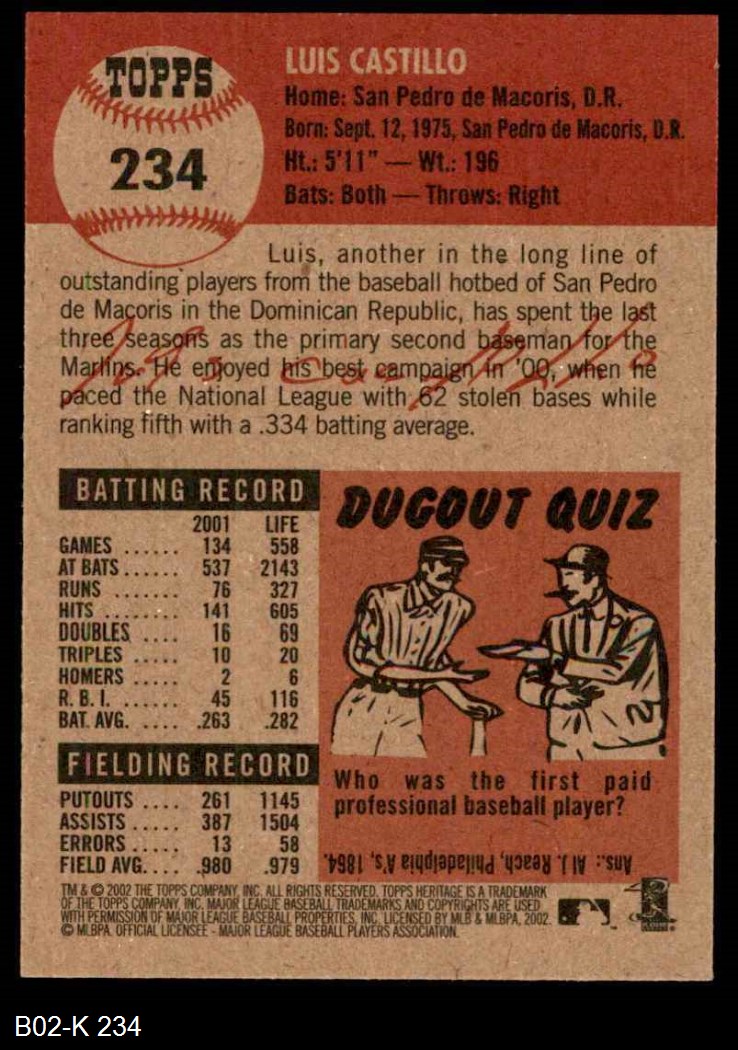 TOPPS
234
LUIS CASTILLO
Home: San Pedro de Macoris, D.R.
Born: Sept. 12, 1975, San Pedro de Macoris, D.R.
Ht.: 5'11" — Wt.: 196
Bats: Both — Throws: Right
Luis, another in the long line of
outstanding players from the baseball hotbed of San Pedro
de Macoris in the Dominican Republic, has spent the last
three seasons as the primary second baseman for the
Marlins. He enjoyed his best campaign in '00, when he
paced the National League with 62 stolen bases while
ranking fifth with a .334 batting average.
BATTING RECORD
2001 LIFE
GAMES ...... 134 558
AT BATS ...... 537 2143
RUNS ...... 76 327
HITS ........ 141 605
DOUBLES .... 16 69
TRIPLES ..... 10 20
HOMERS ..... 2 6
R. B. I. ...... 45 116
BAT. AVG. .... .263 .282
FIELDING RECORD
PUTOUTS .... 261 1145
ASSISTS ..... 387 1504
ERRORS ..... 13 58
FIELD AVG. ... .980 .979
DUGOUT QUIZ
Who was the first paid
professional baseball player?
Ans.: Al J. Reach, Philadelphia A's, 1864.
TM & © 2002 THE TOPPS COMPANY, INC. ALL RIGHTS RESERVED. TOPPS HERITAGE IS A TRADEMARK
OF THE TOPPS COMPANY, INC. MAJOR LEAGUE BASEBALL TRADEMARKS AND COPYRIGHTS ARE USED
WITH PERMISSION OF MAJOR LEAGUE BASEBALL PROPERTIES, INC. LICENSED BY MLB & MLBPA, 2002.
© MLBPA. OFFICIAL LICENSEE - MAJOR LEAGUE BASEBALL PLAYERS ASSOCIATION.
B02-K 234